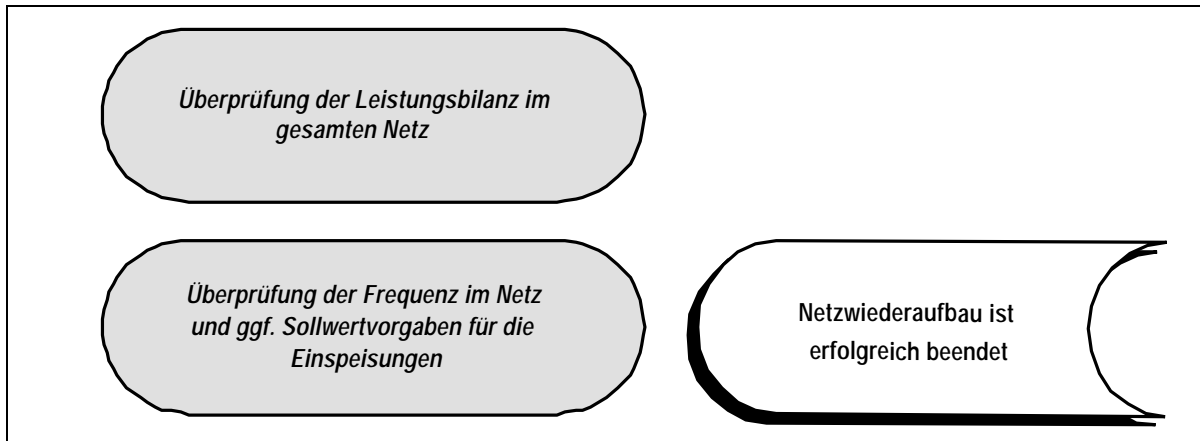 Überprüfung der Leistungsbilanz im
gesamten Netz
Überprüfung der Frequenz im Netz
und ggf. Sollwertvorgaben für die
Einspeisungen
Netzwiederaufbau ist
erfolgreich beendet